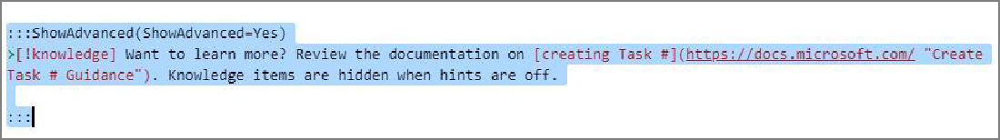 :::ShowAdvanced(ShowAdvanced=Yes)
>[!knowledge] Want to learn more? Review the documentation on [creating Task #](https://docs.microsoft.com/ "Create
Task # Guidance"). Knowledge items are hidden when hints are off.
:::